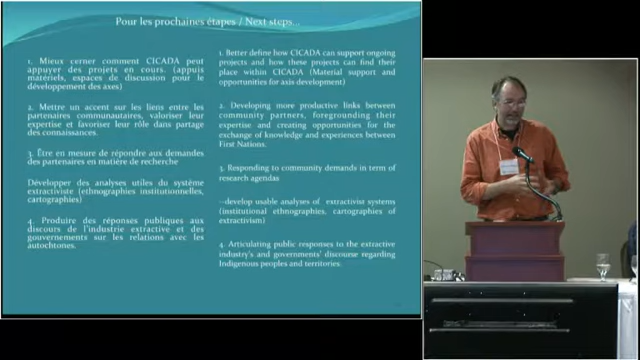 Pour les prochaines étapes / Next steps...
1. Mieux cerner comment CICADA peut
appuyer des projets en cours. (appuis
matériels, espaces de discussion pour le
développement des axes)
2. Mettre un accent sur les liens entre les
partenaires communautaires, valoriser leur
expertise et favoriser leur rôle dans partage
des connaissances.
3. Être en mesure de répondre aux demandes
des partenaires en matière de recherche
Développer des analyses utiles du système
extractiviste (ethnographies institutionnelles,
cartographies)
4. Produire des réponses publiques aux
discours de l'industrie extractive et des
gouvernements sur les relations avec les
autochtones.
1. Better define how CICADA can support ongoing
projects and how these projects can find their
place within CICADA (Material support and
opportunities for axis development)
2. Developing more productive links between
community partners, foregrounding their
expertise and creating opportunities for the
exchange of knowledge and experiences between
First Nations.
3. Responding to community demands in term of
research agendas
--develop usable analyses of extractivist systems
(institutional ethnographies, cartographies of
extractivism)
4. Articulating public responses to the extractive
industry's and governments' discourse regarding
Indigenous peoples and territories.